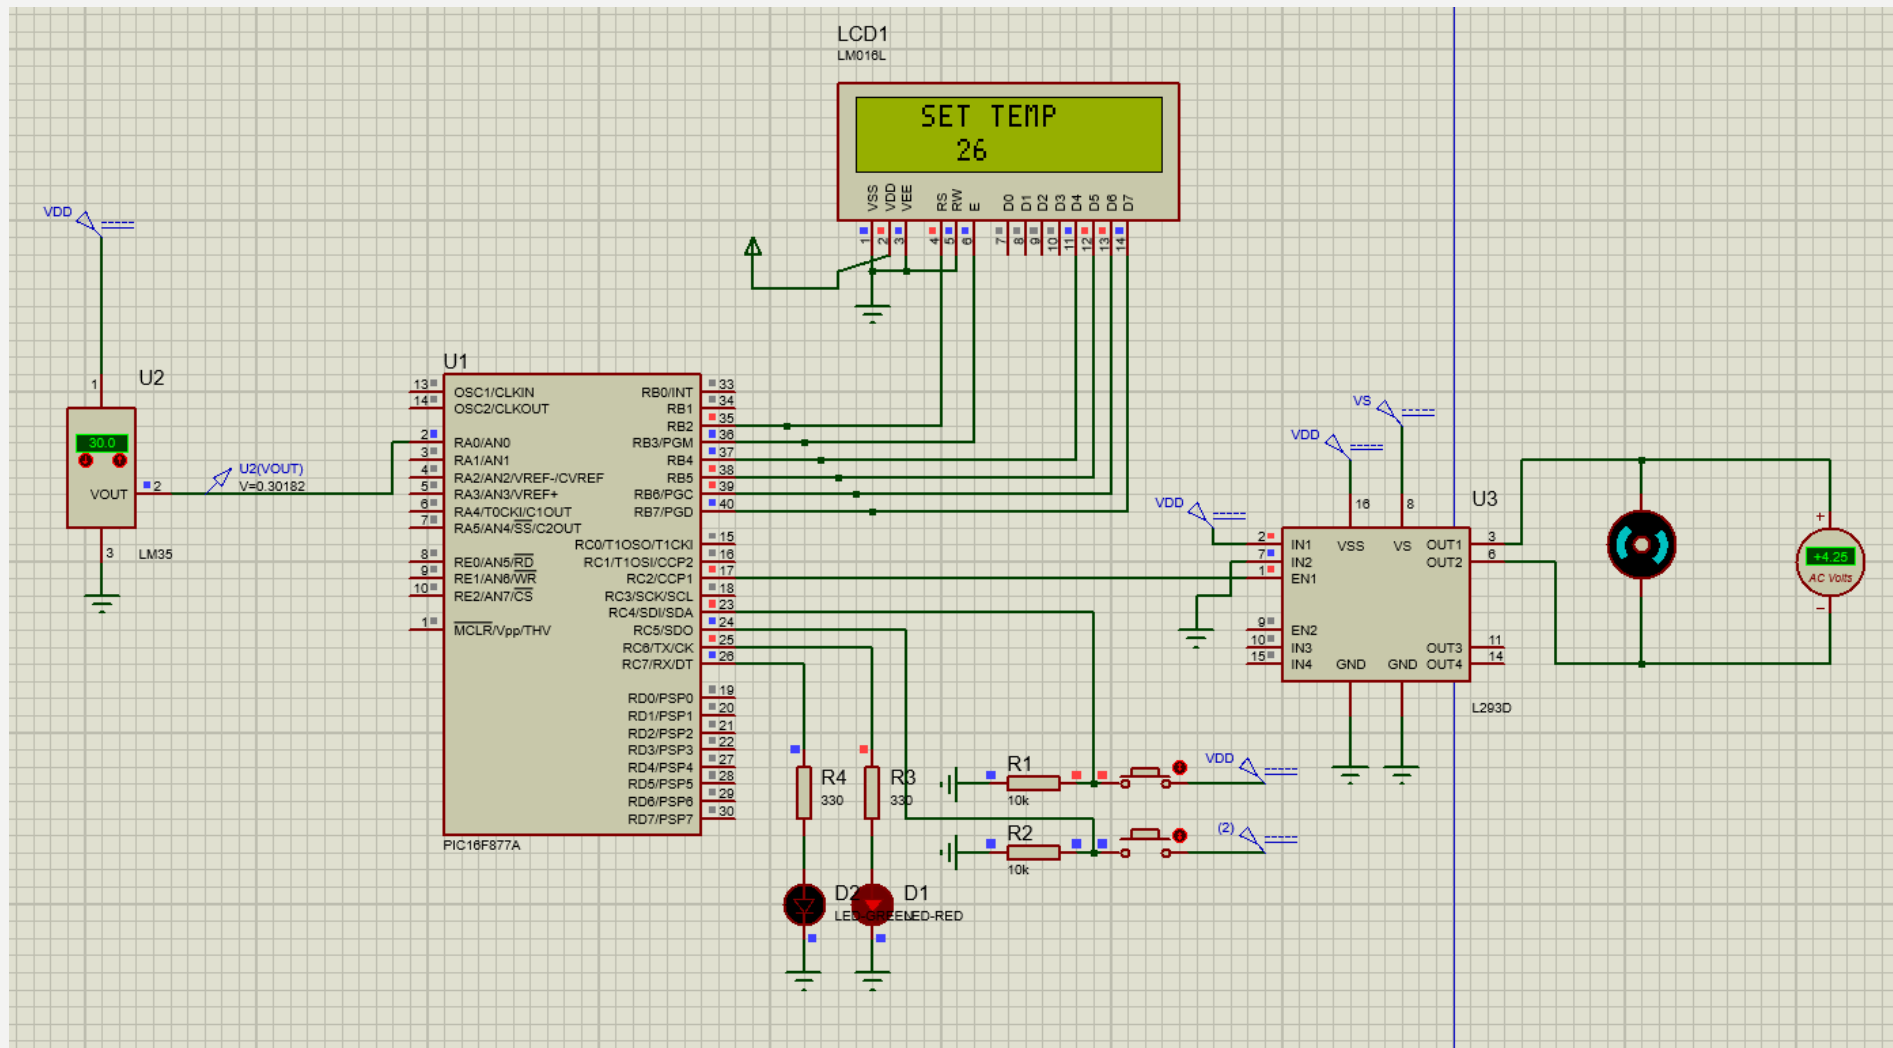 LCD1
LM016L
SET TEMP
26
VSS
VDD
VEE
RS
RW
E
D0
D1
D2
D3
D4
D5
D6
D7
1
2
3
4
5
6
7
8
9
10
11
12
13
14
VDD
1
U2
30.0
VOUT
2
3
LM35
U2(VOUT)
V=0.30182
U1
13 OSC1/CLKIN
14 OSC2/CLKOUT
2 RA0/AN0
3 RA1/AN1
4 RA2/AN2/VREF-/CVREF
5 RA3/AN3/VREF+
6 RA4/T0CKI/C1OUT
7 RA5/AN4/SS/C2OUT
8 RE0/AN5/RD
9 RE1/AN6/WR
10 RE2/AN7/CS
1 MCLR/Vpp/THV
RB0/INT 33
RB1 34
RB2 35
RB3/PGM 36
RB4 37
RB5 38
RB6/PGC 39
RB7/PGD 40
RC0/T1OSO/T1CKI 15
RC1/T1OSI/CCP2 16
RC2/CCP1 17
RC3/SCK/SCL 18
RC4/SDI/SDA 23
RC5/SDO 24
RC6/TX/CK 25
RC7/RX/DT 26
RD0/PSP0 19
RD1/PSP1 20
RD2/PSP2 21
RD3/PSP3 22
RD4/PSP4 27
RD5/PSP5 28
RD6/PSP6 29
RD7/PSP7 30
PIC16F877A
VS
VDD
VDD
16
8
U3
2 IN1
7 IN2
1 EN1
9 EN2
10 IN3
15 IN4
VSS
VS
OUT1 3
OUT2 6
OUT3 11
OUT4 14
GND
GND
L293D
+
+4.25
AC Volts
−
R4
330
R3
330
R1
10k
VDD
R2
10k
(2)
D2
LED-GREEN
D1
LED-RED